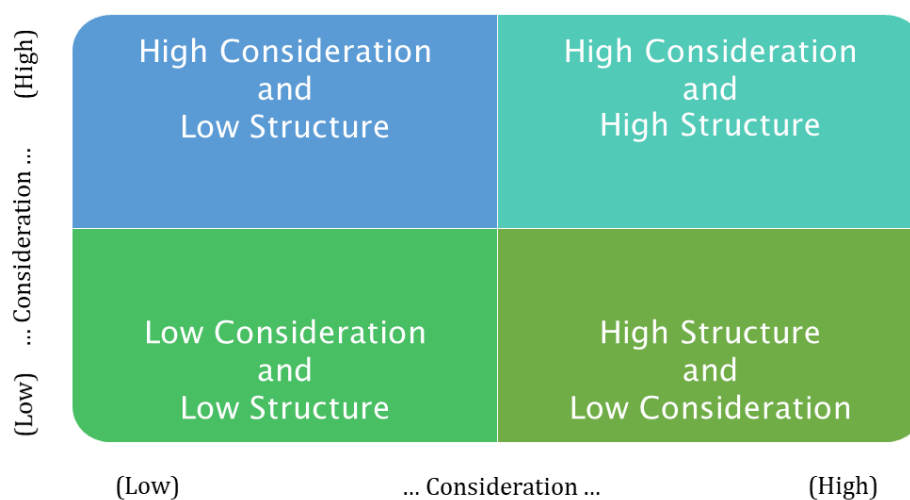 (High)
... Consideration ...
(Low)
High Consideration
and
Low Structure
High Consideration
and
High Structure
Low Consideration
and
Low Structure
High Structure
and
Low Consideration
(Low)
... Consideration ...
(High)